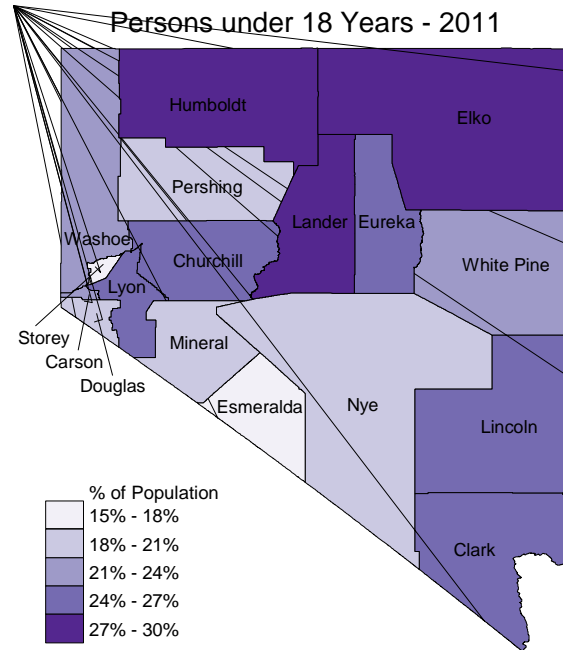 Persons under 18 Years - 2011
Humboldt
Elko
Pershing
Lander
Eureka
Washoe
Churchill
White Pine
Lyon
Storey
Mineral
Carson
Douglas
Esmeralda
Nye
Lincoln
% of Population
15% - 18%
18% - 21%
21% - 24%
24% - 27%
27% - 30%
Clark